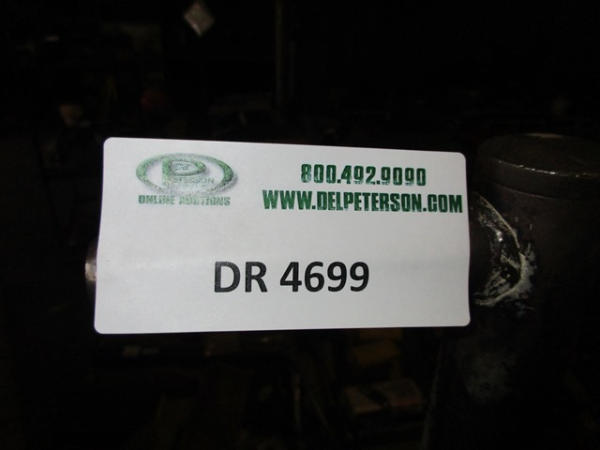 PETERSON
ONLINE AUCTIONS
800.492.9090
WWW.DELPETERSON.COM
DR 4699